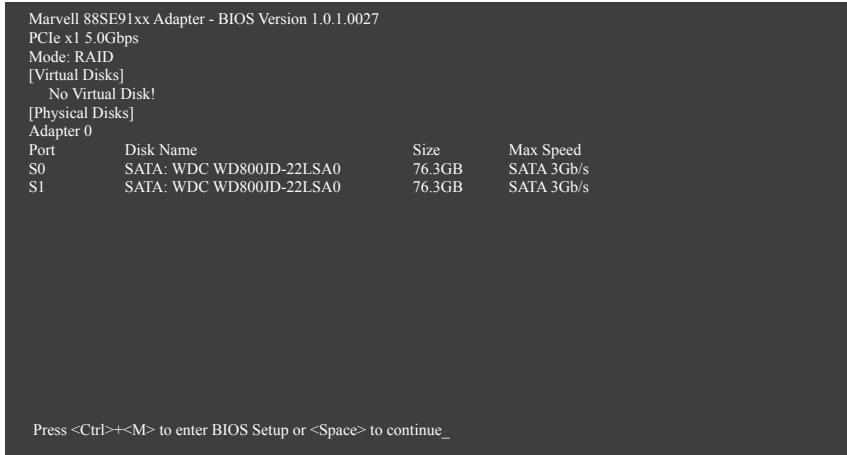 Marvell 88SE91xx Adapter - BIOS Version 1.0.1.0027
PCIe x1 5.0Gbps
Mode: RAID
[Virtual Disks]
No Virtual Disk!
[Physical Disks]
Adapter 0
Port Disk Name Size Max Speed
S0 SATA: WDC WD800JD-22LSA0 76.3GB SATA 3Gb/s
S1 SATA: WDC WD800JD-22LSA0 76.3GB SATA 3Gb/s
Press <Ctrl>+<M> to enter BIOS Setup or <Space> to continue_